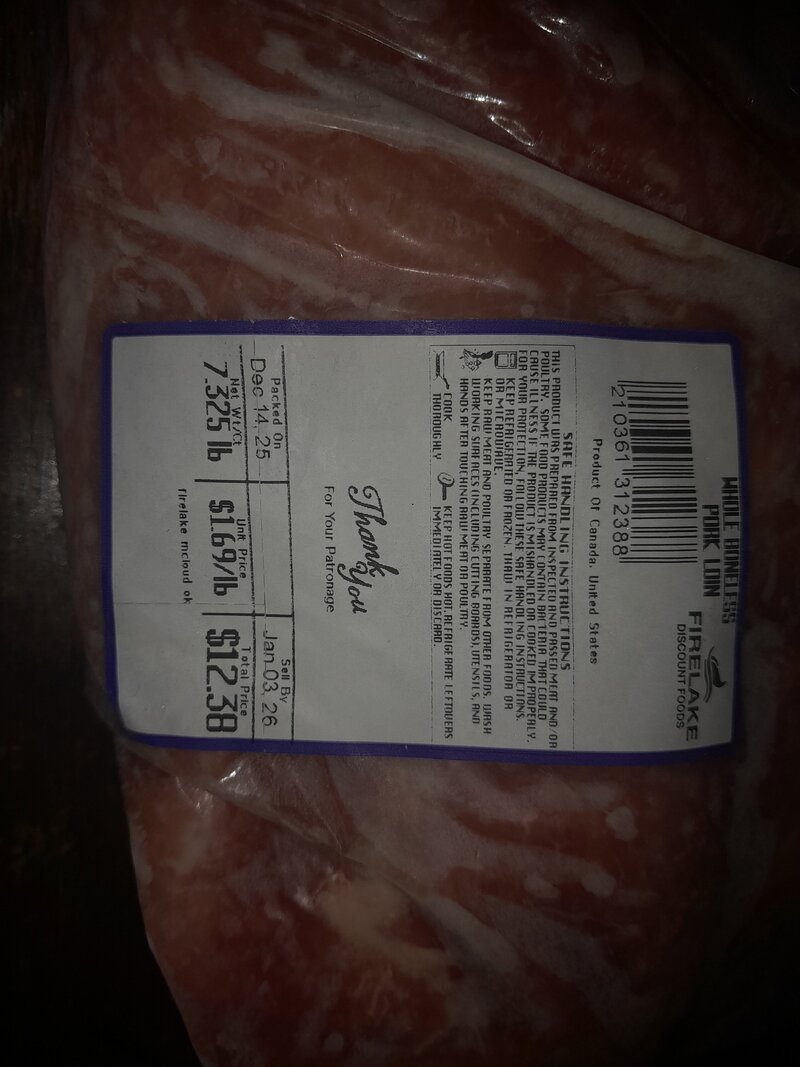 WHOLE BONELESS
PORK LOIN
FIRELAKE
DISCOUNT FOODS
210361 312388
Product Of Canada, United States
SAFE HANDLING INSTRUCTIONS
THIS PRODUCT WAS PREPARED FROM INSPECTED AND PASSED MEAT AND/OR
POULTRY. SOME FOOD PRODUCTS MAY CONTAIN BACTERIA THAT COULD
CAUSE ILLNESS IF THE PRODUCT IS MISHANDLED OR COOKED IMPROPERLY.
FOR YOUR PROTECTION, FOLLOW THESE SAFE HANDLING INSTRUCTIONS.
KEEP REFRIGERATED OR FROZEN. THAW IN REFRIGERATOR OR
OR MICROWAVE.
KEEP RAW MEAT AND POULTRY SEPARATE FROM OTHER FOODS. WASH
WORKING SURFACES (INCLUDING CUTTING BOARDS), UTENSILS, AND
HANDS AFTER TOUCHING RAW MEAT OR POULTRY.
COOK
THOROUGHLY
KEEP HOT FOODS HOT. REFRIGERATE LEFTOVERS
IMMEDIATELY OR DISCARD.
Thank You
For Your Patronage
Packed On
Dec 14, 25
Sell By
Jan 03, 26
Net Wt/Ct
7.325 lb
Unit Price
$1.69/lb
Total Price
$12.38
firelake mcloud ok